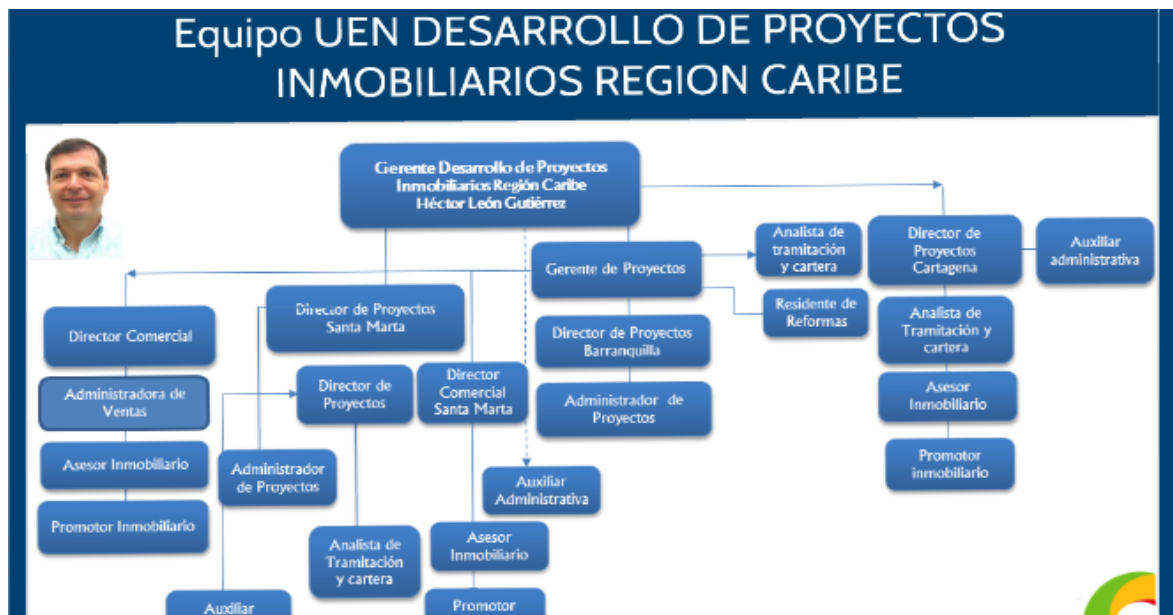 Equipo UEN DESARROLLO DE PROYECTOS
INMOBILIARIOS REGION CARIBE
Gerente Desarrollo de Proyectos
Inmobiliarios Región Caribe
Héctor León Gutiérrez
Analista de
tramitación
y cartera
Director de
Proyectos
Cartagena
Auxiliar
administrativa
Gerente de Proyectos
Director de Proyectos
Santa Marta
Residente de
Reformas
Analista de
Tramitación y
cartera
Director Comercial
Director de Proyectos
Barranquilla
Administradora de
Ventas
Director de
Proyectos
Director
Comercial
Santa Marta
Administrador de
Proyectos
Asesor
Inmobiliario
Asesor Inmobiliario
Administrador
de Proyectos
Auxiliar
Administrativa
Promotor
inmobiliario
Promotor Inmobiliario
Analista de
Tramitación
y cartera
Asesor
Inmobiliario
Auxiliar
Promotor